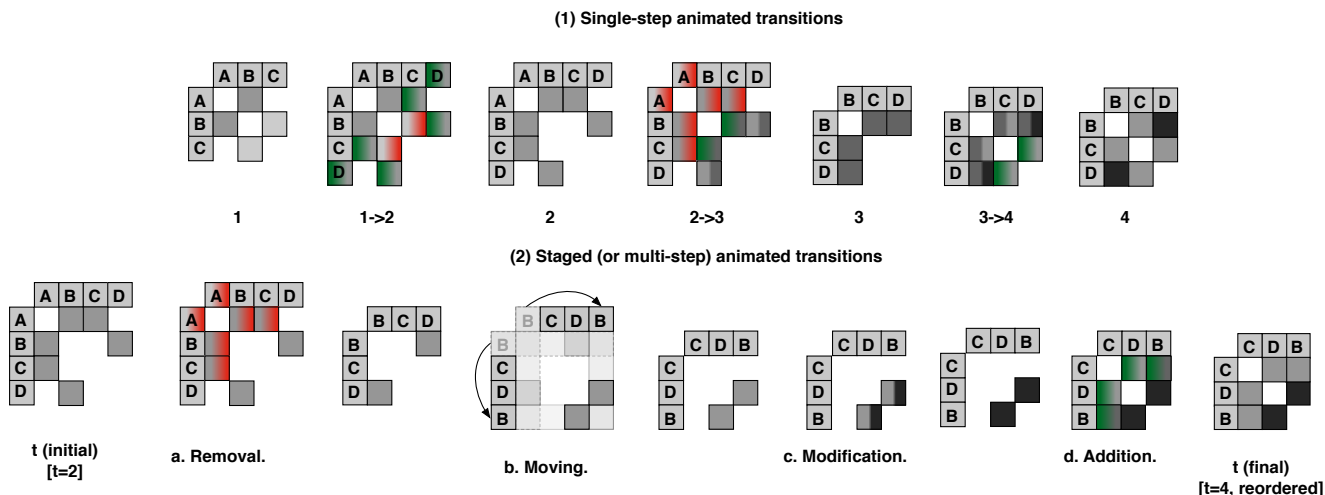 (1) Single-step animated transitions
A B C
A
B
C
1
A B C D
A
B
C
D
1->2
A B C D
A
B
C
D
2
A B C D
A
B
C
D
2->3
B C D
B
C
D
3
B C D
B
C
D
3->4
B C D
B
C
D
4
(2) Staged (or multi-step) animated transitions
A B C D
A
B
C
D
t (initial)
[t=2]
A B C D
A
B
C
D
a. Removal.
B C D
B
C
D
B C D B
B
C
D
B
b. Moving.
C D B
C
D
B
C D B
C
D
B
c. Modification.
C D B
C
D
B
C D B
C
D
B
d. Addition.
C D B
C
D
B
t (final)
[t=4, reordered]